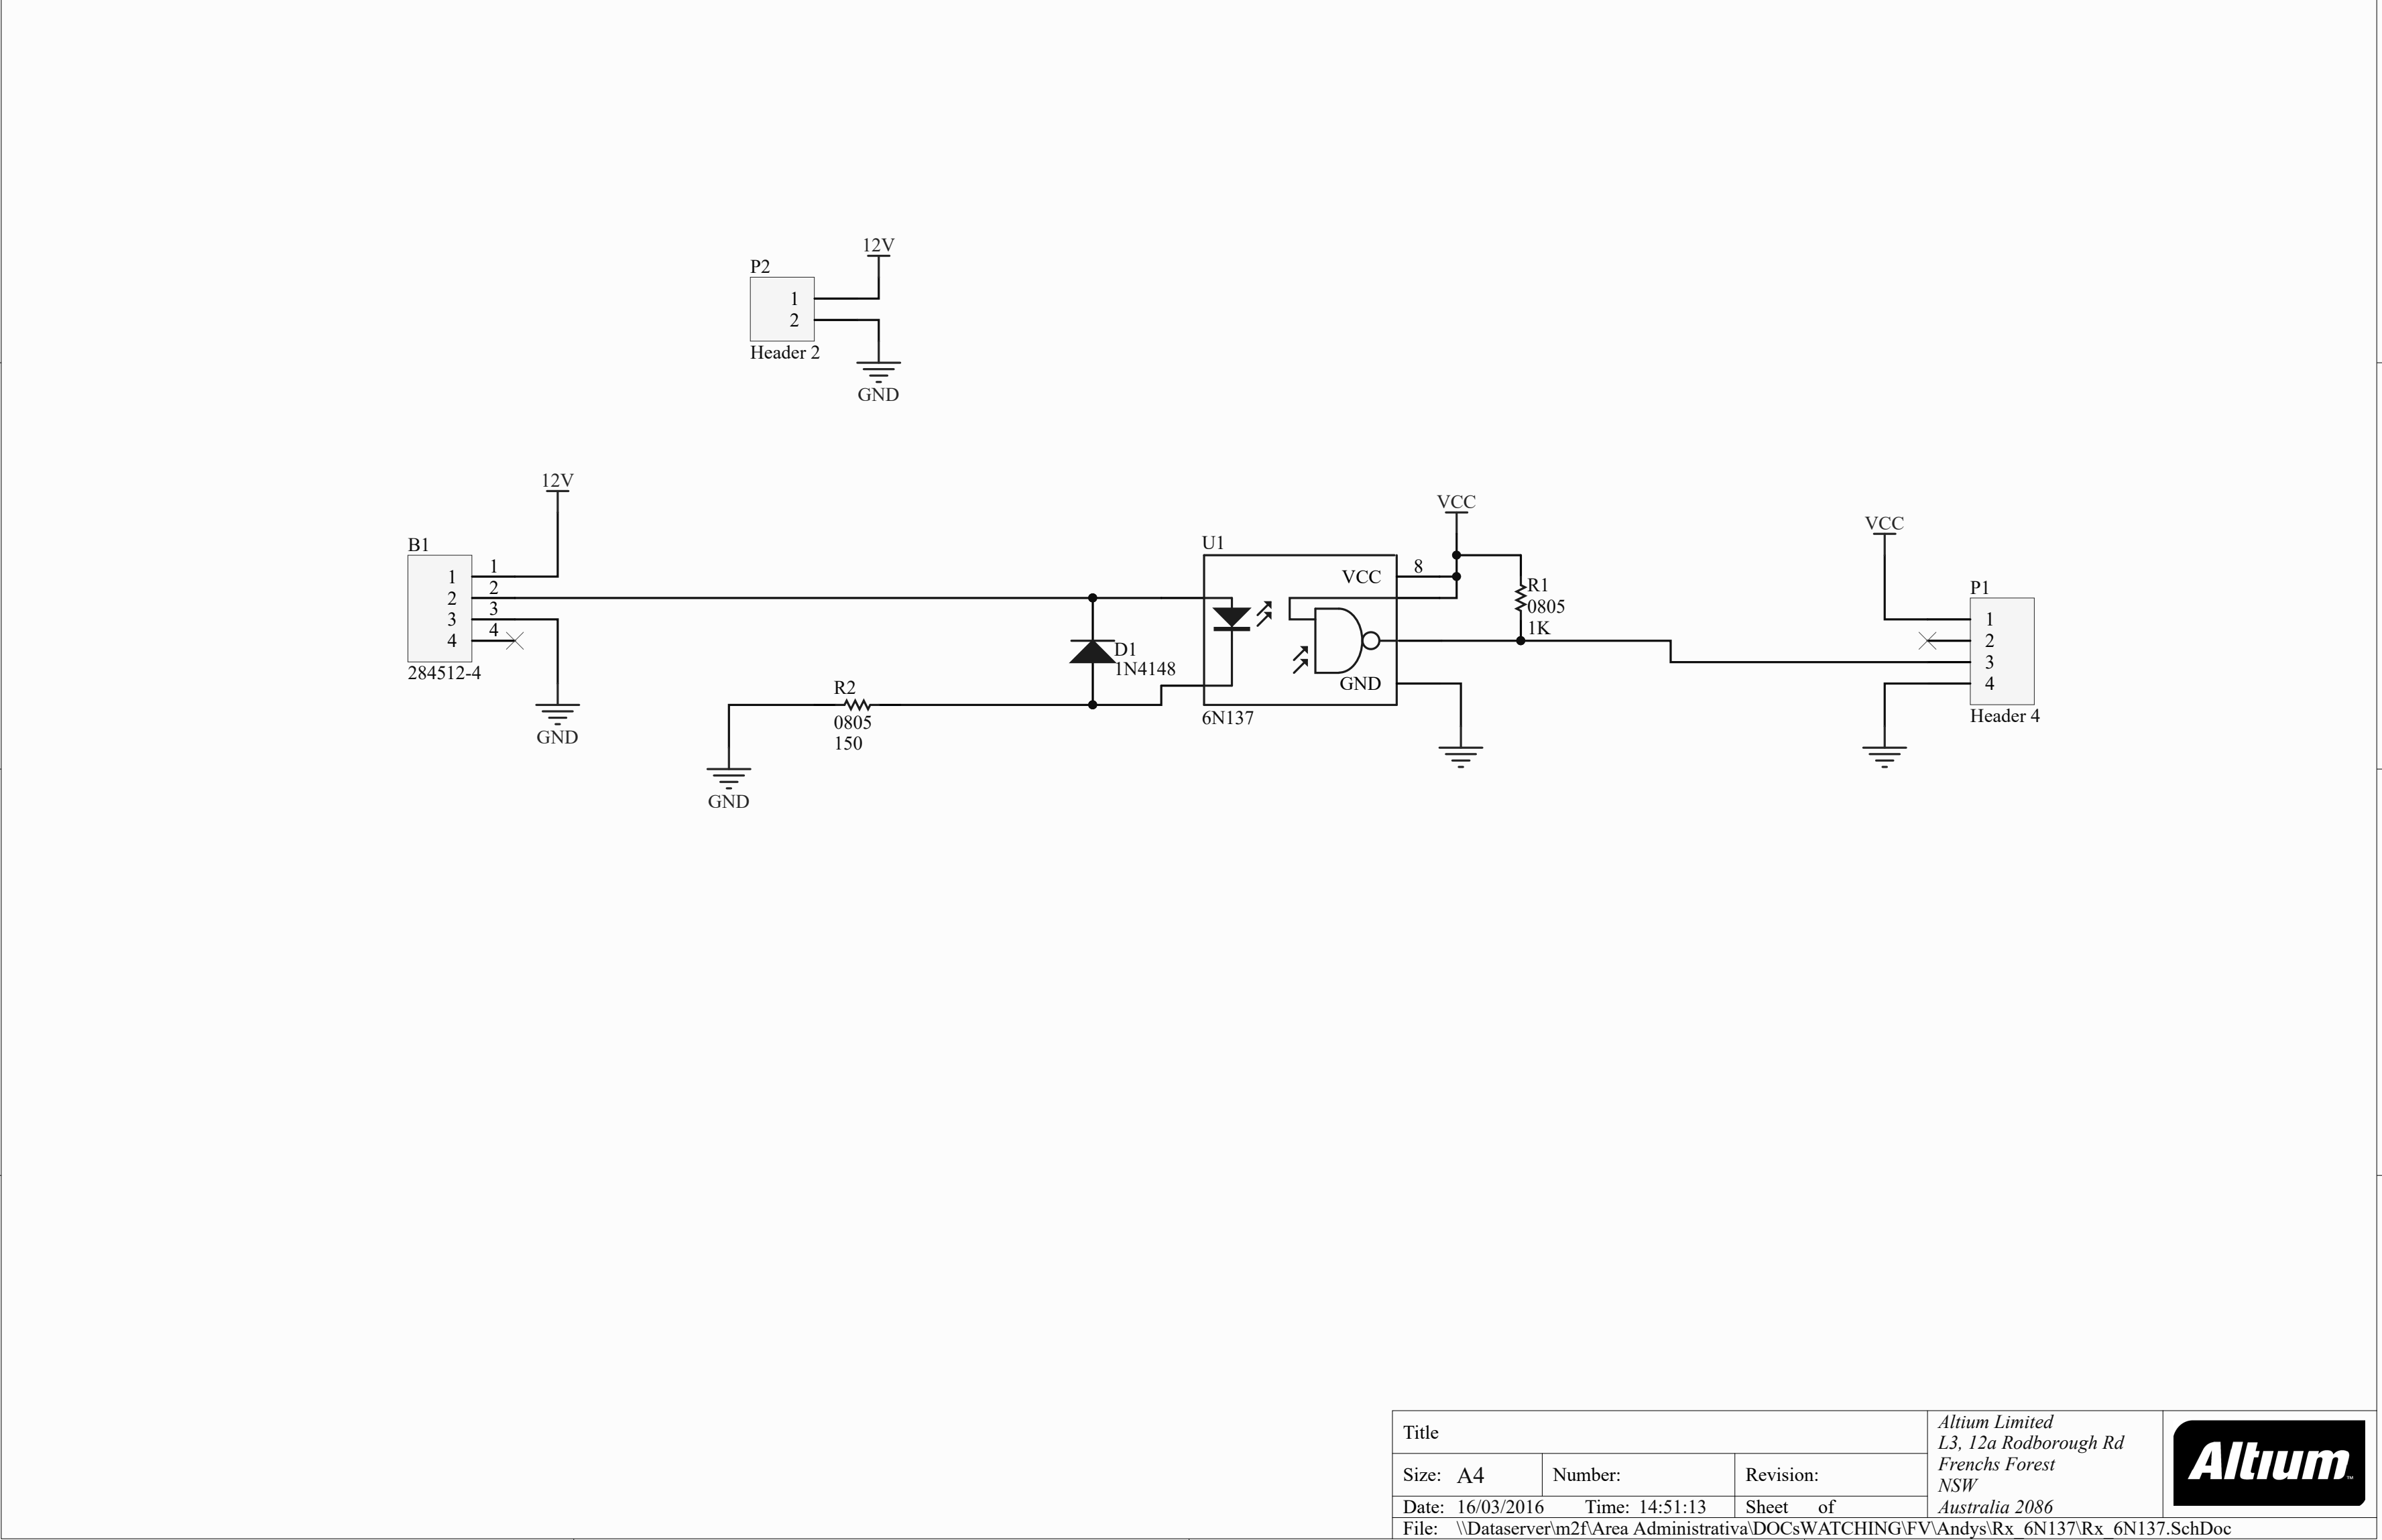 12V
P2
1
2
Header 2
GND
12V
B1
1
1
2
2
3
3
4
4
284512-4
GND
R2
0805
150
GND
D1
1N4148
U1
VCC
8
GND
6N137
VCC
R1
0805
1K
VCC
P1
1
2
3
4
Header 4
Title
Size: A4
Number:
Revision:
Date: 16/03/2016 Time: 14:51:13
Sheet of
File: \\Dataserver\m2f\Area Administrativa\DOCsWATCHING\FV\Andys\Rx_6N137\Rx_6N137.SchDoc
Altium Limited
L3, 12a Rodborough Rd
Frenchs Forest
NSW
Australia 2086
Altıum™